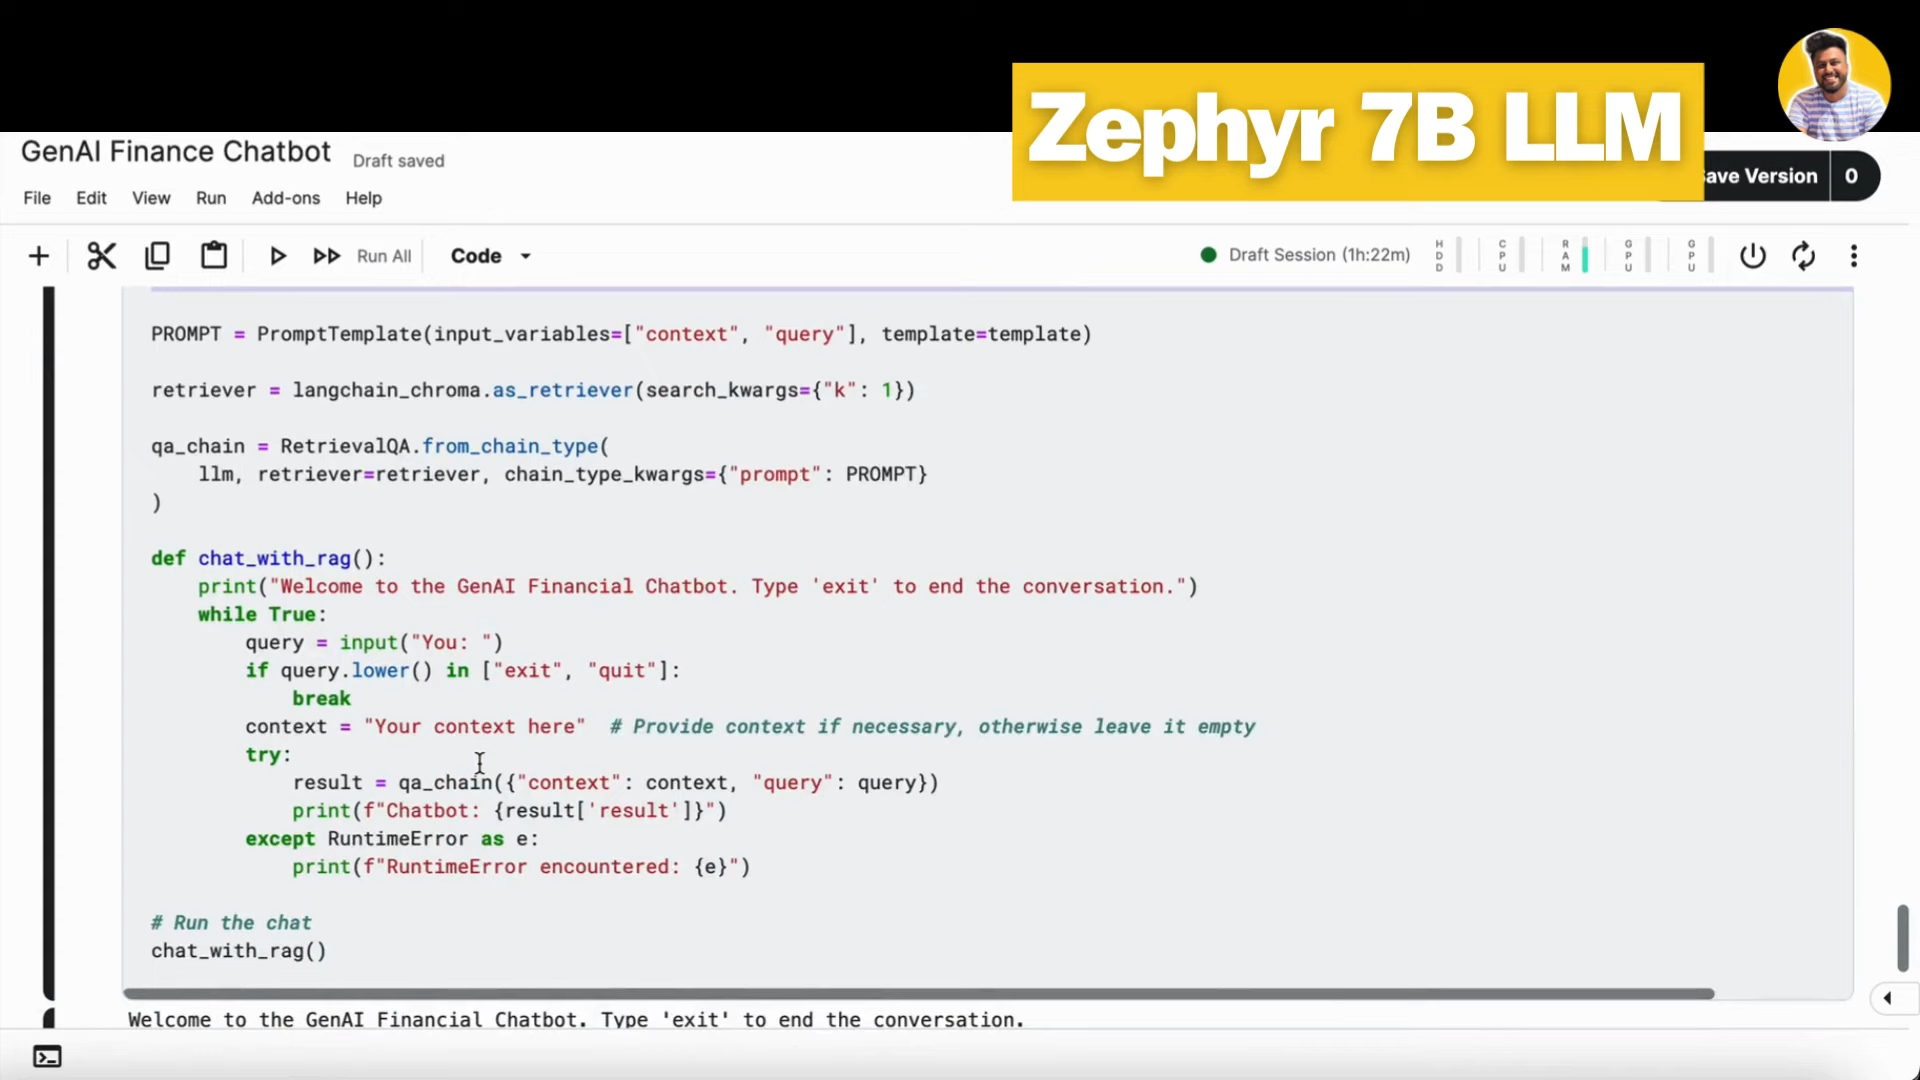 Zephyr 7B LLM
GenAI Finance Chatbot Draft saved
ave Version 0
File Edit View Run Add-ons Help
Run All Code Draft Session (1h:22m) HDD CPU RAM GPU GPU
PROMPT = PromptTemplate(input_variables=["context", "query"], template=template)
retriever = langchain_chroma.as_retriever(search_kwargs={"k": 1})
qa_chain = RetrievalQA.from_chain_type(
    llm, retriever=retriever, chain_type_kwargs={"prompt": PROMPT}
)
def chat_with_rag():
    print("Welcome to the GenAI Financial Chatbot. Type 'exit' to end the conversation.")
    while True:
        query = input("You: ")
        if query.lower() in ["exit", "quit"]:
            break
        context = "Your context here"  # Provide context if necessary, otherwise leave it empty
        try:
            result = qa_chain({"context": context, "query": query})
            print(f"Chatbot: {result['result']}")
        except RuntimeError as e:
            print(f"RuntimeError encountered: {e}")
# Run the chat
chat_with_rag()
Welcome to the GenAI Financial Chatbot. Type 'exit' to end the conversation.